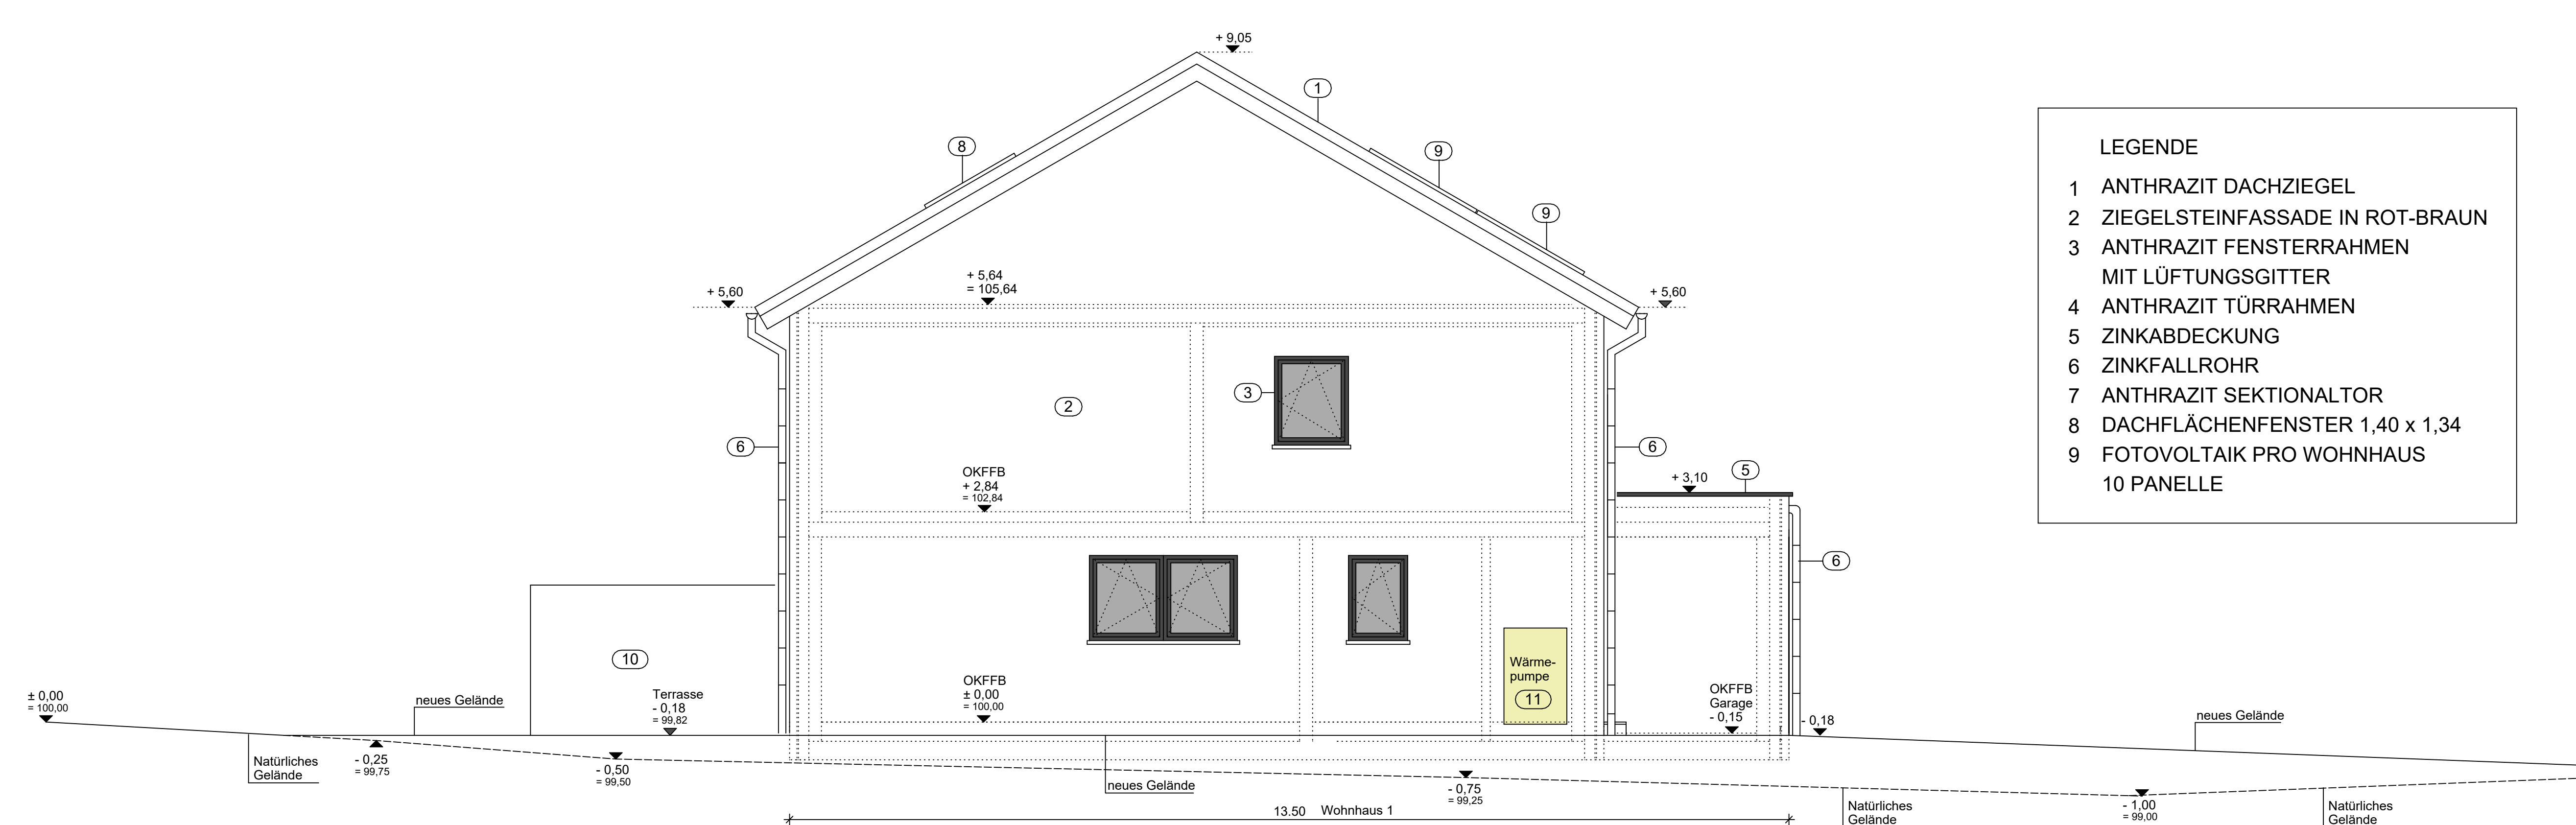 + 9,05
1
8
9
9
+ 5,64
= 105,64
+ 5,60
+ 5,60
3
2
6
6
OKFFB
+ 2,84
= 102,84
+ 3,10
5
6
10
Wärme-
pumpe
11
OKFFB
± 0,00
= 100,00
Terrasse
- 0,18
= 99,82
OKFFB
Garage
- 0,15
- 0,18
± 0,00
= 100,00
neues Gelände
neues Gelände
Natürliches
Gelände
- 0,25
= 99,75
- 0,50
= 99,50
neues Gelände
- 0,75
= 99,25
13.50 Wohnhaus 1
Natürliches
Gelände
- 1,00
= 99,00
Natürliches
Gelände
LEGENDE
1 ANTHRAZIT DACHZIEGEL
2 ZIEGELSTEINFASSADE IN ROT-BRAUN
3 ANTHRAZIT FENSTERRAHMEN
MIT LÜFTUNGSGITTER
4 ANTHRAZIT TÜRRAHMEN
5 ZINKABDECKUNG
6 ZINKFALLROHR
7 ANTHRAZIT SEKTIONALTOR
8 DACHFLÄCHENFENSTER 1,40 x 1,34
9 FOTOVOLTAIK PRO WOHNHAUS
10 PANELLE